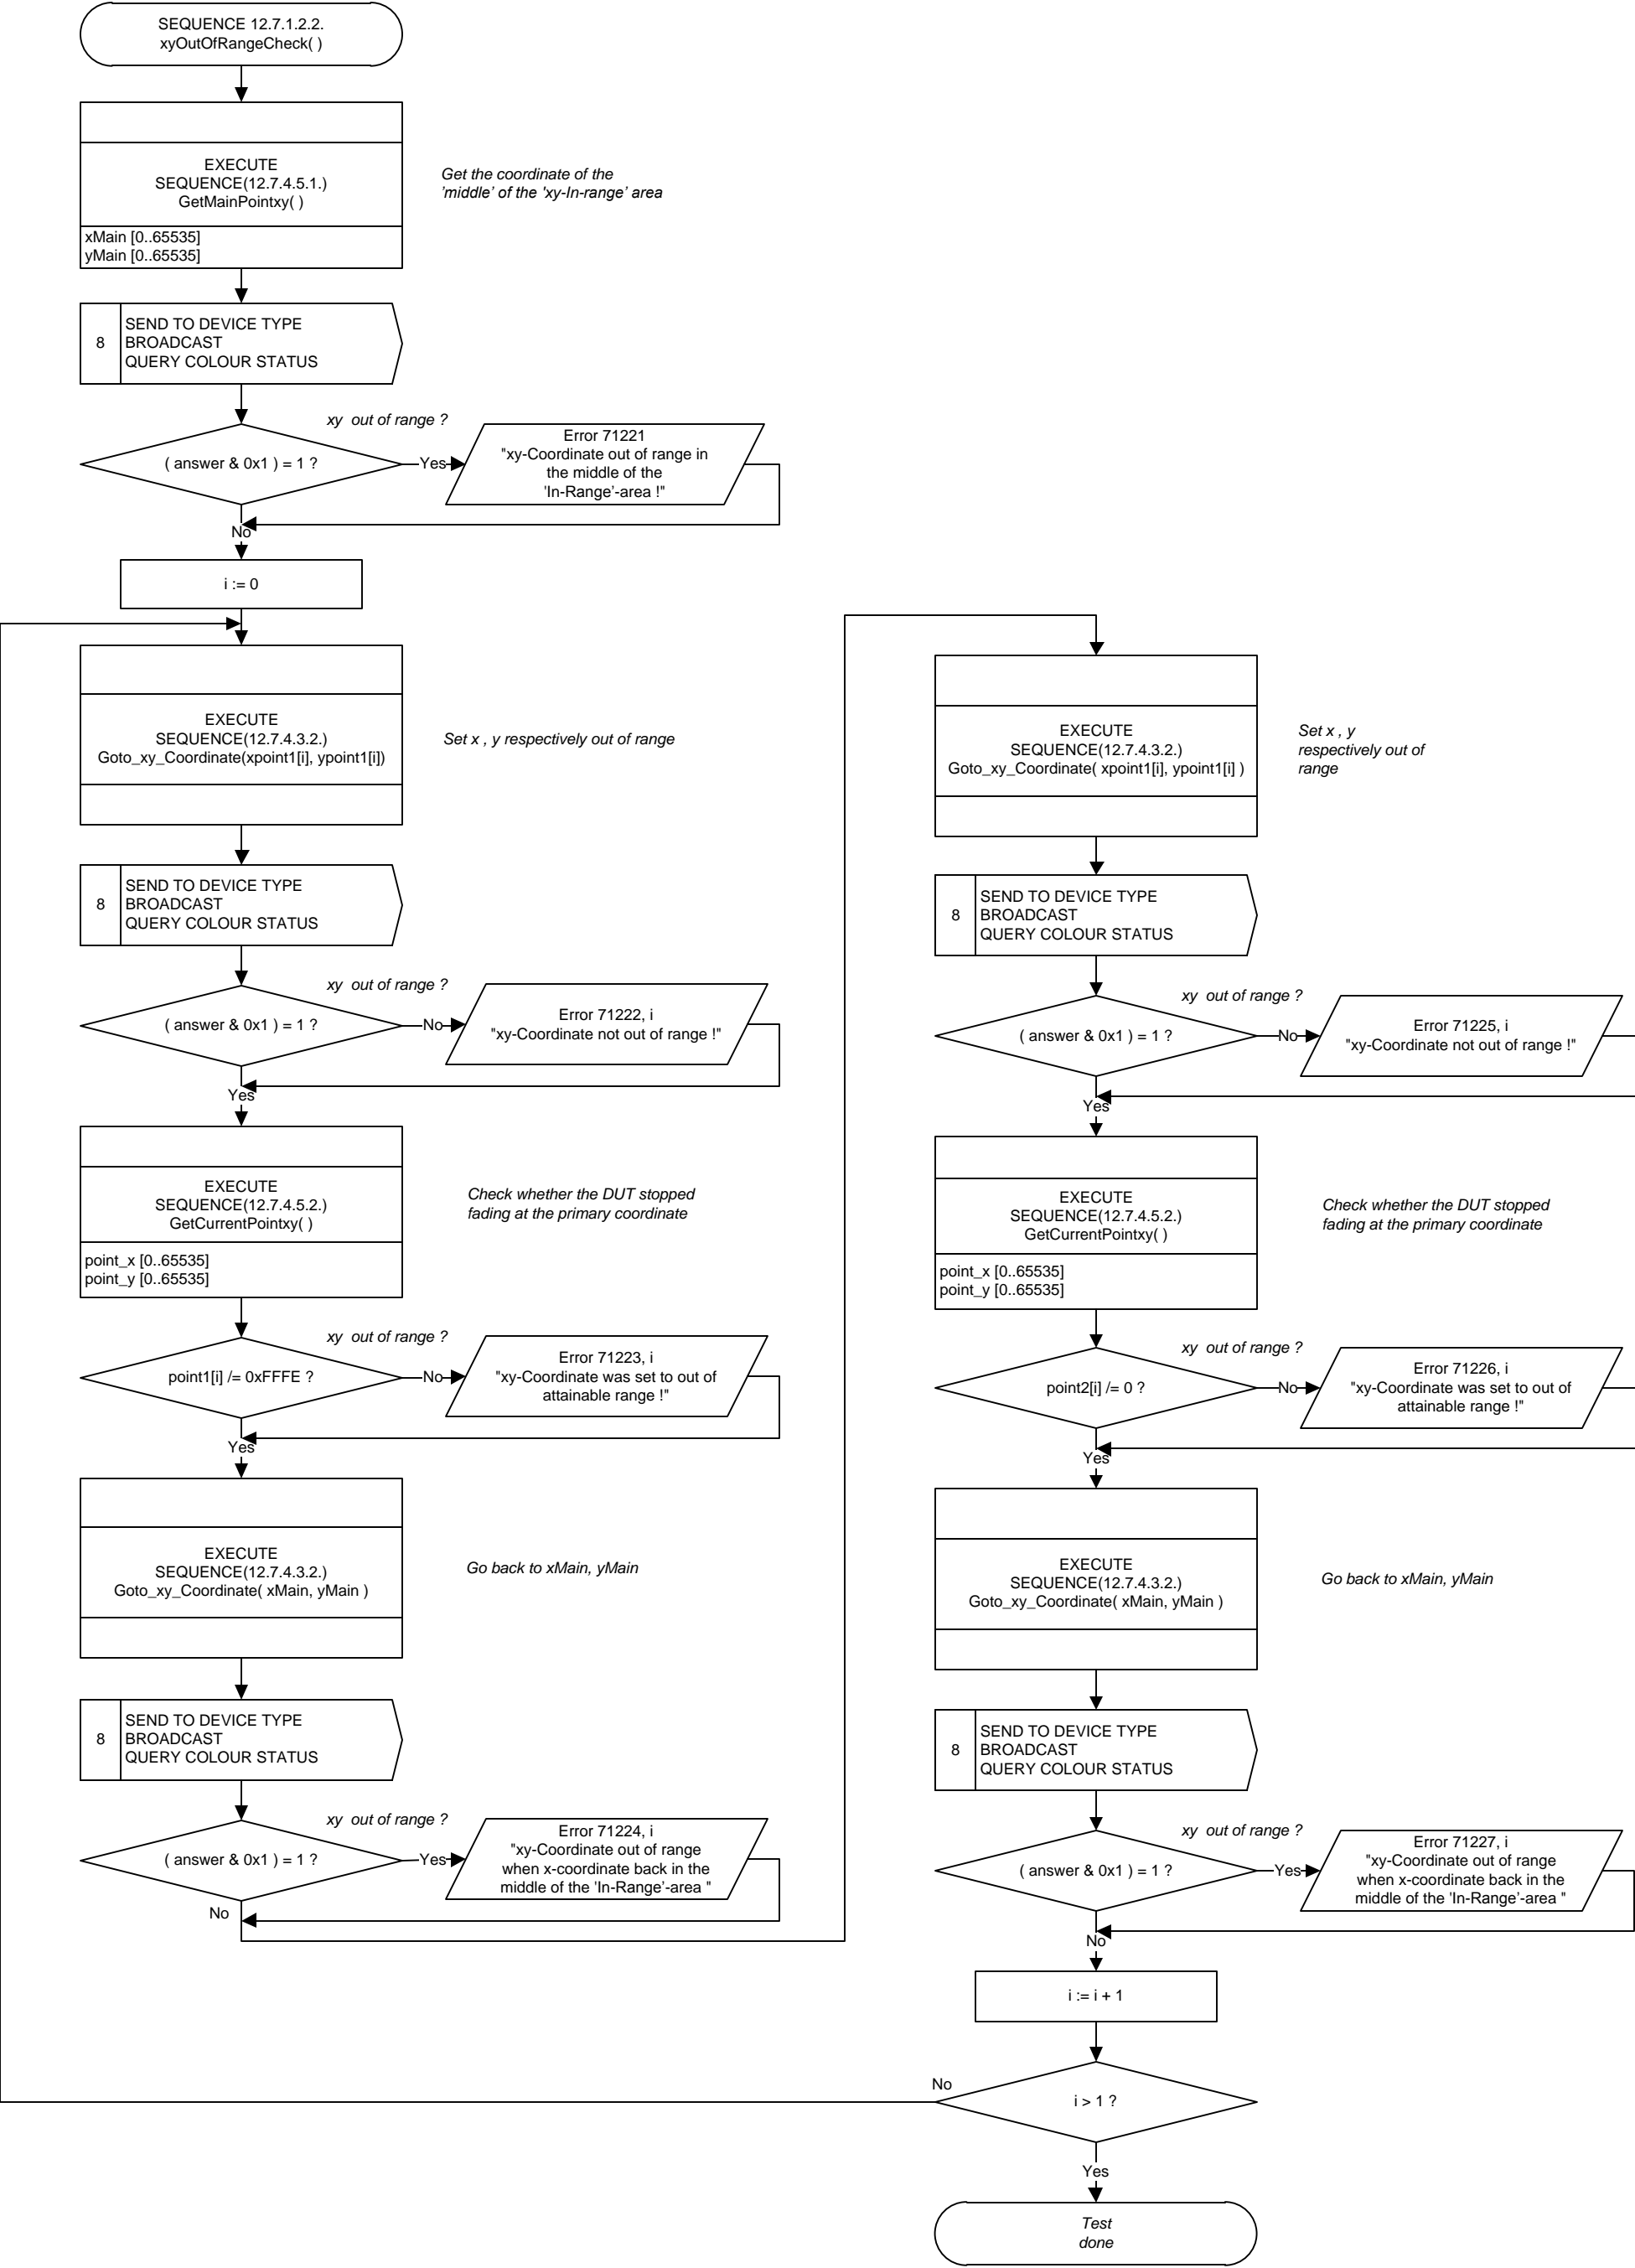 SEQUENCE 12.7.1.2.2.
xyOutOfRangeCheck( )
EXECUTE
SEQUENCE(12.7.4.5.1.)
GetMainPointxy( )
xMain [0..65535]
yMain [0..65535]
Get the coordinate of the
'middle' of the 'xy-In-range' area
8
SEND TO DEVICE TYPE
BROADCAST
QUERY COLOUR STATUS
xy out of range ?
( answer & 0x1 ) = 1 ?
Yes
Error 71221
"xy-Coordinate out of range in
the middle of the
'In-Range'-area !"
No
i := 0
EXECUTE
SEQUENCE(12.7.4.3.2.)
Goto_xy_Coordinate(xpoint1[i], ypoint1[i])
Set x , y respectively out of range
8
SEND TO DEVICE TYPE
BROADCAST
QUERY COLOUR STATUS
xy out of range ?
( answer & 0x1 ) = 1 ?
No
Error 71222, i
"xy-Coordinate not out of range !"
Yes
EXECUTE
SEQUENCE(12.7.4.5.2.)
GetCurrentPointxy( )
point_x [0..65535]
point_y [0..65535]
Check whether the DUT stopped
fading at the primary coordinate
xy out of range ?
point1[i] /= 0xFFFE ?
No
Error 71223, i
"xy-Coordinate was set to out of
attainable range !"
Yes
EXECUTE
SEQUENCE(12.7.4.3.2.)
Goto_xy_Coordinate( xMain, yMain )
Go back to xMain, yMain
8
SEND TO DEVICE TYPE
BROADCAST
QUERY COLOUR STATUS
xy out of range ?
( answer & 0x1 ) = 1 ?
Yes
Error 71224, i
"xy-Coordinate out of range
when x-coordinate back in the
middle of the 'In-Range'-area "
No
EXECUTE
SEQUENCE(12.7.4.3.2.)
Goto_xy_Coordinate( xpoint1[i], ypoint1[i] )
Set x , y
respectively out of
range
8
SEND TO DEVICE TYPE
BROADCAST
QUERY COLOUR STATUS
xy out of range ?
( answer & 0x1 ) = 1 ?
No
Error 71225, i
"xy-Coordinate not out of range !"
Yes
EXECUTE
SEQUENCE(12.7.4.5.2.)
GetCurrentPointxy( )
point_x [0..65535]
point_y [0..65535]
Check whether the DUT stopped
fading at the primary coordinate
xy out of range ?
point2[i] /= 0 ?
No
Error 71226, i
"xy-Coordinate was set to out of
attainable range !"
Yes
EXECUTE
SEQUENCE(12.7.4.3.2.)
Goto_xy_Coordinate( xMain, yMain )
Go back to xMain, yMain
8
SEND TO DEVICE TYPE
BROADCAST
QUERY COLOUR STATUS
xy out of range ?
( answer & 0x1 ) = 1 ?
Yes
Error 71227, i
"xy-Coordinate out of range
when x-coordinate back in the
middle of the 'In-Range'-area "
No
i := i + 1
No
i > 1 ?
Yes
Test
done